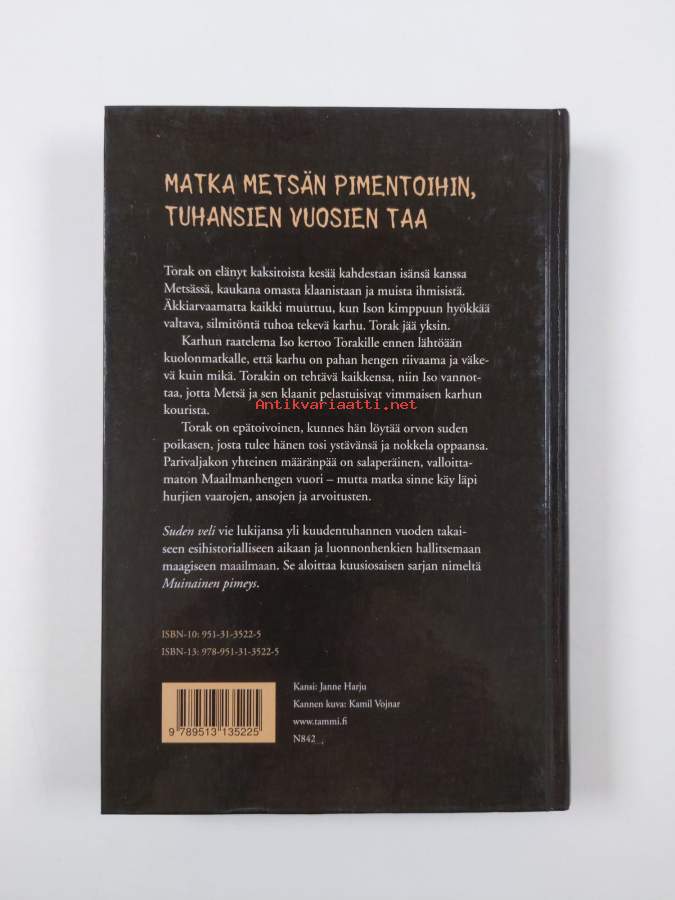 MATKA METSÄN PIMENTOIHIN,
TUHANSIEN VUOSIEN TAA
Torak on elänyt kaksitoista kesää kahdestaan isänsä kanssa
Metsässä, kaukana omasta klaanistaan ja muista ihmisistä.
Äkkiarvaamatta kaikki muuttuu, kun Ison kimppuun hyökkää
valtava, silmitöntä tuhoa tekevä karhu. Torak jää yksin.
Karhun raatelema Iso kertoo Torakille ennen lähtöään
kuolonmatkalle, että karhu on pahan hengen riivaama ja väke-
vä kuin mikä. Torakin on tehtävä kaikkensa, niin Iso vannot-
taa, jotta Metsä ja sen klaanit pelastuisivat vimmaisen karhun
kourista.
Antikvariaatti.net
Torak on epätoivoinen, kunnes hän löytää orvon suden
poikasen, josta tulee hänen tosi ystävänsä ja nokkela oppaansa.
Parivaljakon yhteinen määränpää on salaperäinen, valloitta-
maton Maailmanhengen vuori – mutta matka sinne käy läpi
hurjien vaarojen, ansojen ja arvoitusten.
Suden veli vie lukijansa yli kuudentuhannen vuoden takai-
seen esihistorialliseen aikaan ja luonnonhenkien hallitsemaan
maagiseen maailmaan. Se aloittaa kuusiosaisen sarjan nimeltä
Muinainen pimeys.
ISBN-10: 951-31-3522-5
ISBN-13: 978-951-31-3522-5
9 789513 135225
Kansi: Janne Harju
Kannen kuva: Kamil Vojnar
www.tammi.fi
N842